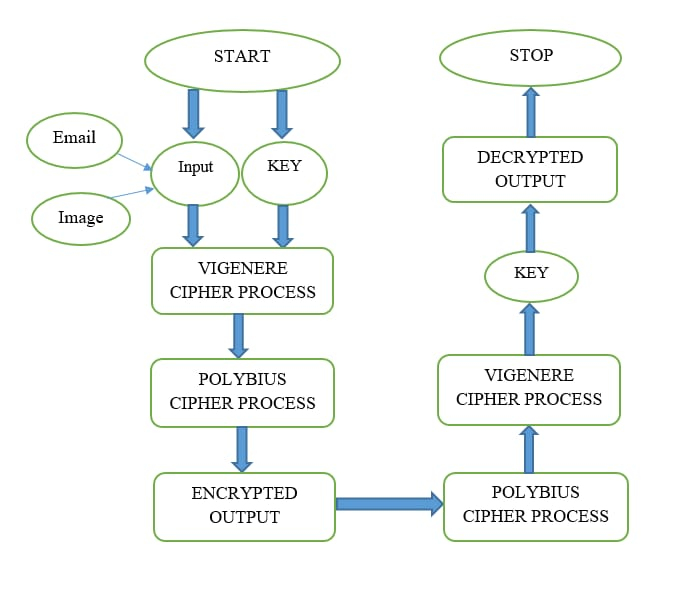 START
Email
Image
Input
KEY
VIGENERE
CIPHER PROCESS
POLYBIUS
CIPHER PROCESS
ENCRYPTED
OUTPUT
POLYBIUS
CIPHER PROCESS
VIGENERE
CIPHER PROCESS
KEY
DECRYPTED
OUTPUT
STOP